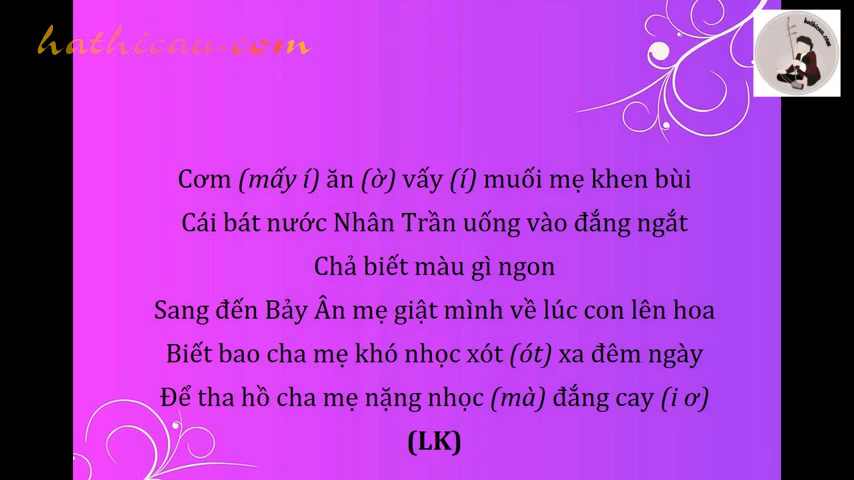 hathicau.com
hathicau.com
Cơm (mấy í) ăn (ờ) vấy (í) muối mẹ khen bùi
Cái bát nước Nhân Trần uống vào đắng ngắt
Chả biết màu gì ngon
Sang đến Bảy Ân mẹ giật mình về lúc con lên hoa
Biết bao cha mẹ khó nhọc xót (ót) xa đêm ngày
Để tha hồ cha mẹ nặng nhọc (mà) đắng cay (i ơ)
(LK)